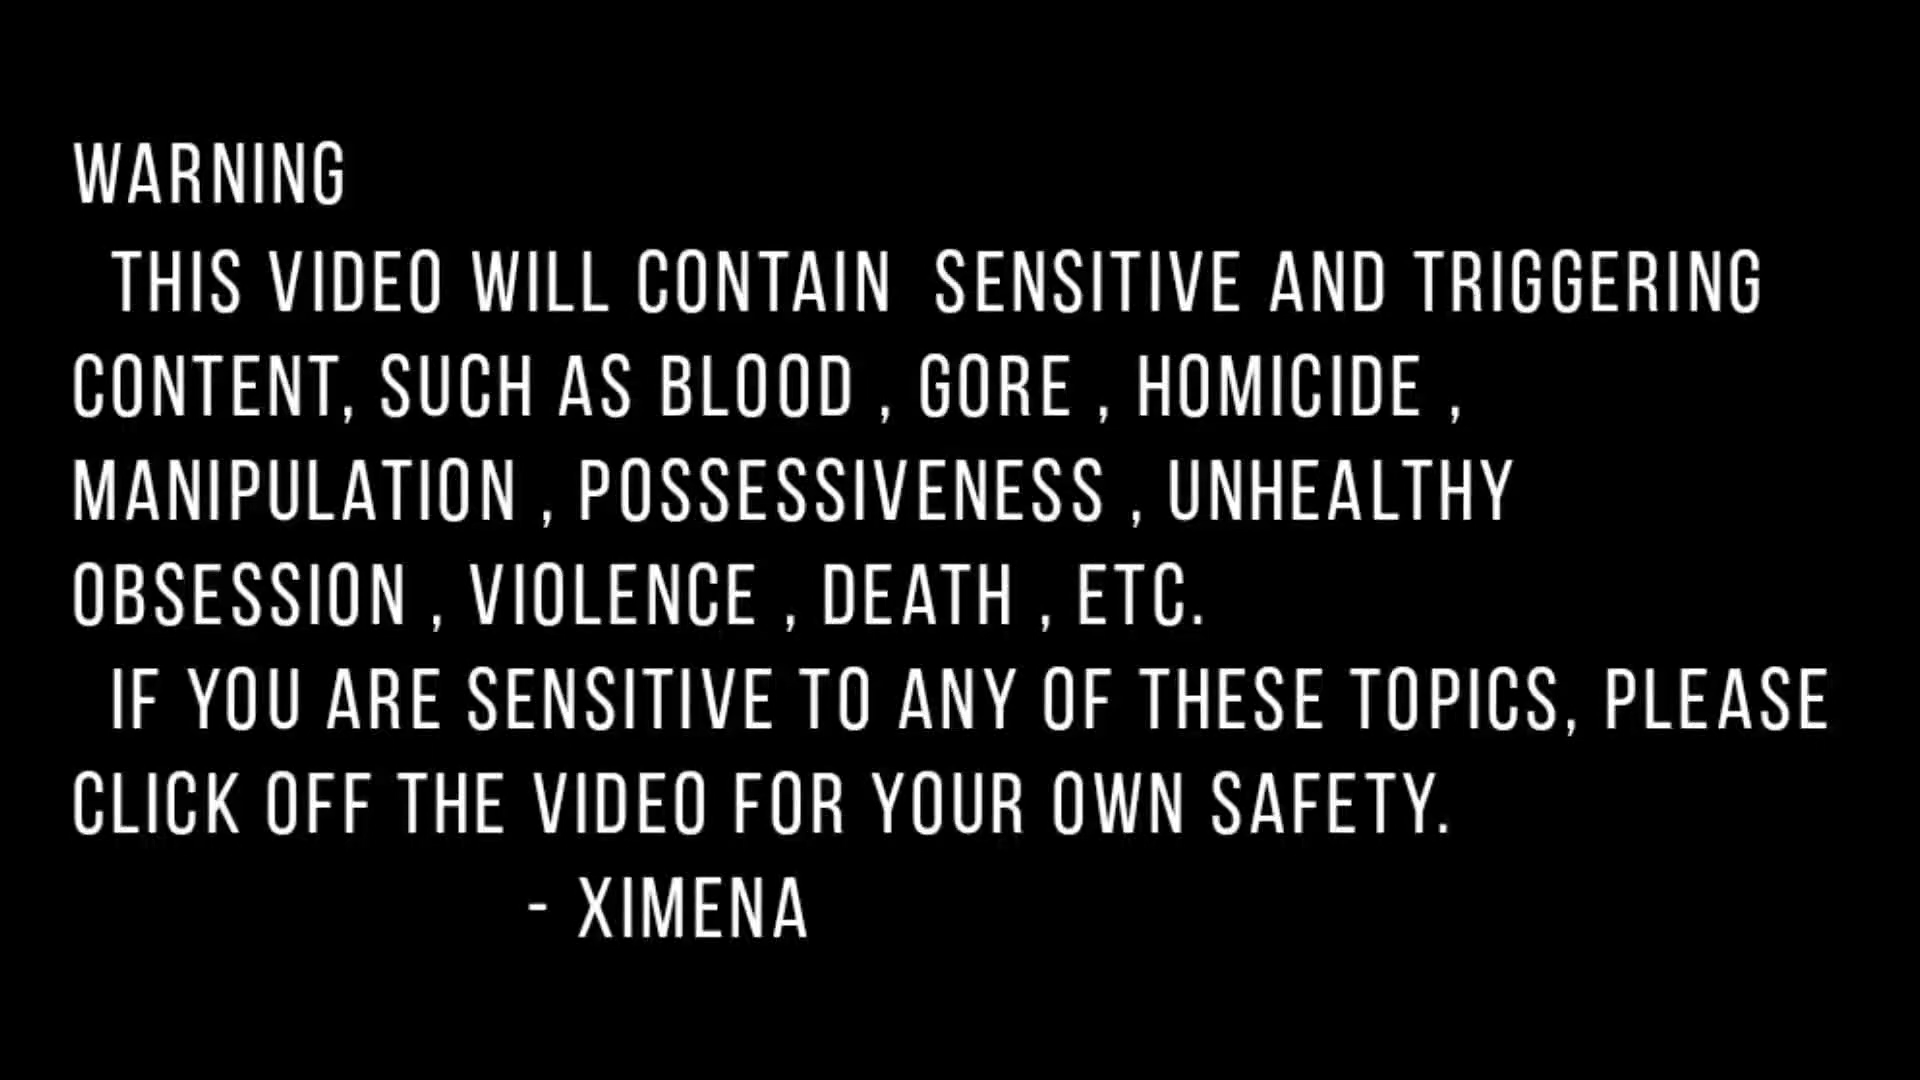 WARNING
THIS VIDEO WILL CONTAIN SENSITIVE AND TRIGGERING
CONTENT, SUCH AS BLOOD , GORE , HOMICIDE ,
MANIPULATION , POSSESSIVENESS , UNHEALTHY
OBSESSION , VIOLENCE , DEATH , ETC.
IF YOU ARE SENSITIVE TO ANY OF THESE TOPICS, PLEASE
CLICK OFF THE VIDEO FOR YOUR OWN SAFETY.
- XIMENA